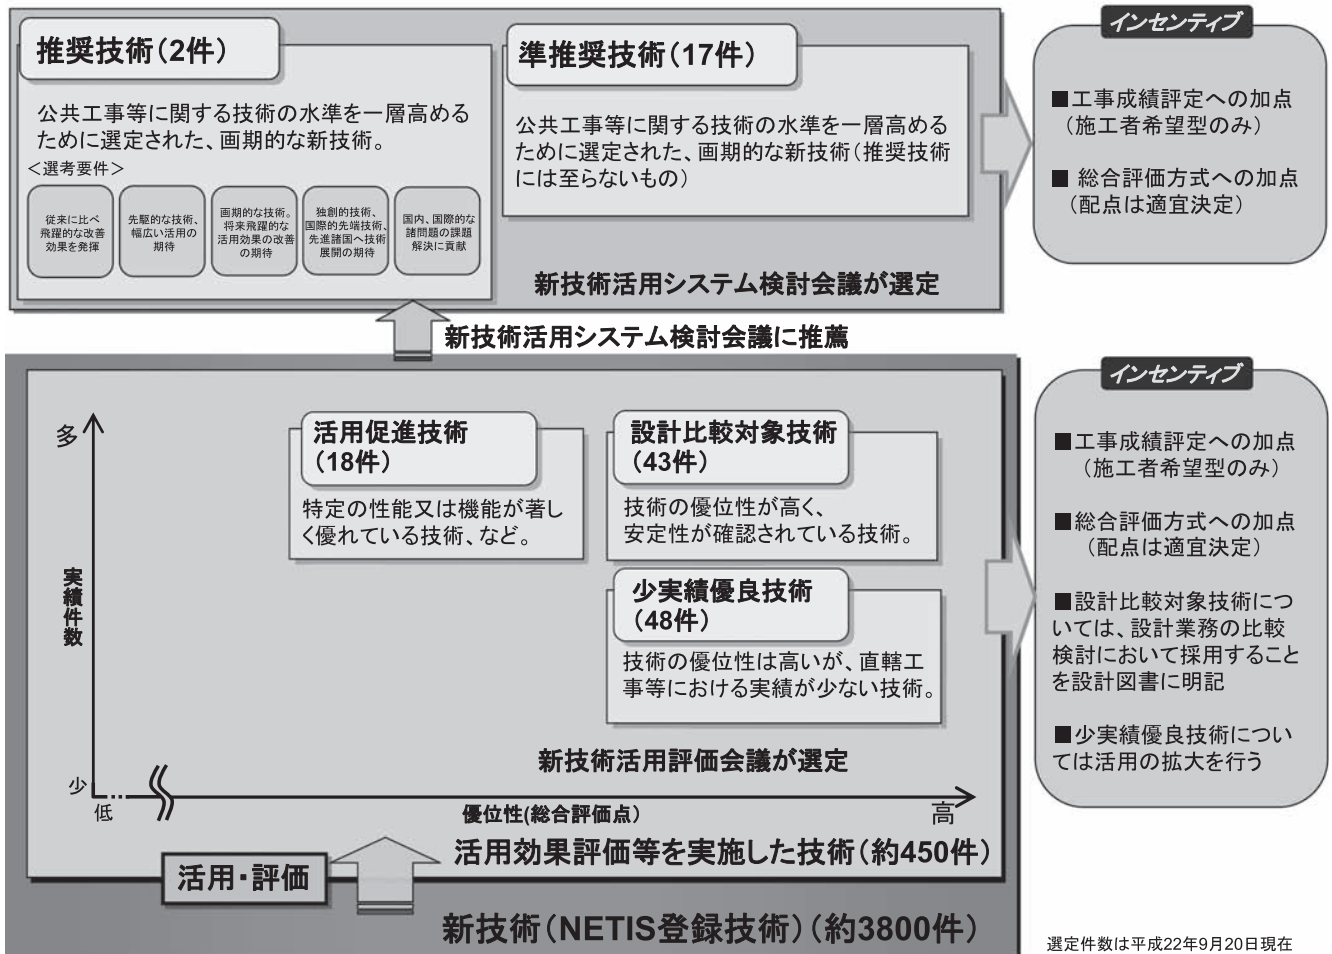 推奨技術(2件)
公共工事等に関する技術の水準を一層高める
ために選定された、画期的な新技術。
<選考要件>
従来に比べ
飛躍的な改善
効果を発揮
先駆的な技術、
幅広い活用の
期待
画期的な技術。
将来飛躍的な
活用効果の改善
の期待
独創的技術、
国際的先端技術、
先進諸国へ技術
展開の期待
国内、国際的な
諸問題の課題
解決に貢献
準推奨技術(17件)
公共工事等に関する技術の水準を一層高める
ために選定された、画期的な新技術(推奨技術
には至らないもの)
新技術活用システム検討会議が選定
インセンティブ
■工事成績評定への加点
(施工者希望型のみ)
■ 総合評価方式への加点
(配点は適宜決定)
新技術活用システム検討会議に推薦
多
実績件数
少
低
優位性(総合評価点)
高
活用促進技術
(18件)
特定の性能又は機能が著し
く優れている技術、など。
設計比較対象技術
(43件)
技術の優位性が高く、
安定性が確認されている技術。
少実績優良技術
(48件)
技術の優位性は高いが、直轄工
事等における実績が少ない技術。
新技術活用評価会議が選定
活用効果評価等を実施した技術(約450件)
活用・評価
新技術(NETIS登録技術)(約3800件)
インセンティブ
■工事成績評定への加点
(施工者希望型のみ)
■総合評価方式への加点
(配点は適宜決定)
■設計比較対象技術につ
いては、設計業務の比較
検討において採用すること
を設計図書に明記
■少実績優良技術につい
ては活用の拡大を行う
選定件数は平成22年9月20日現在